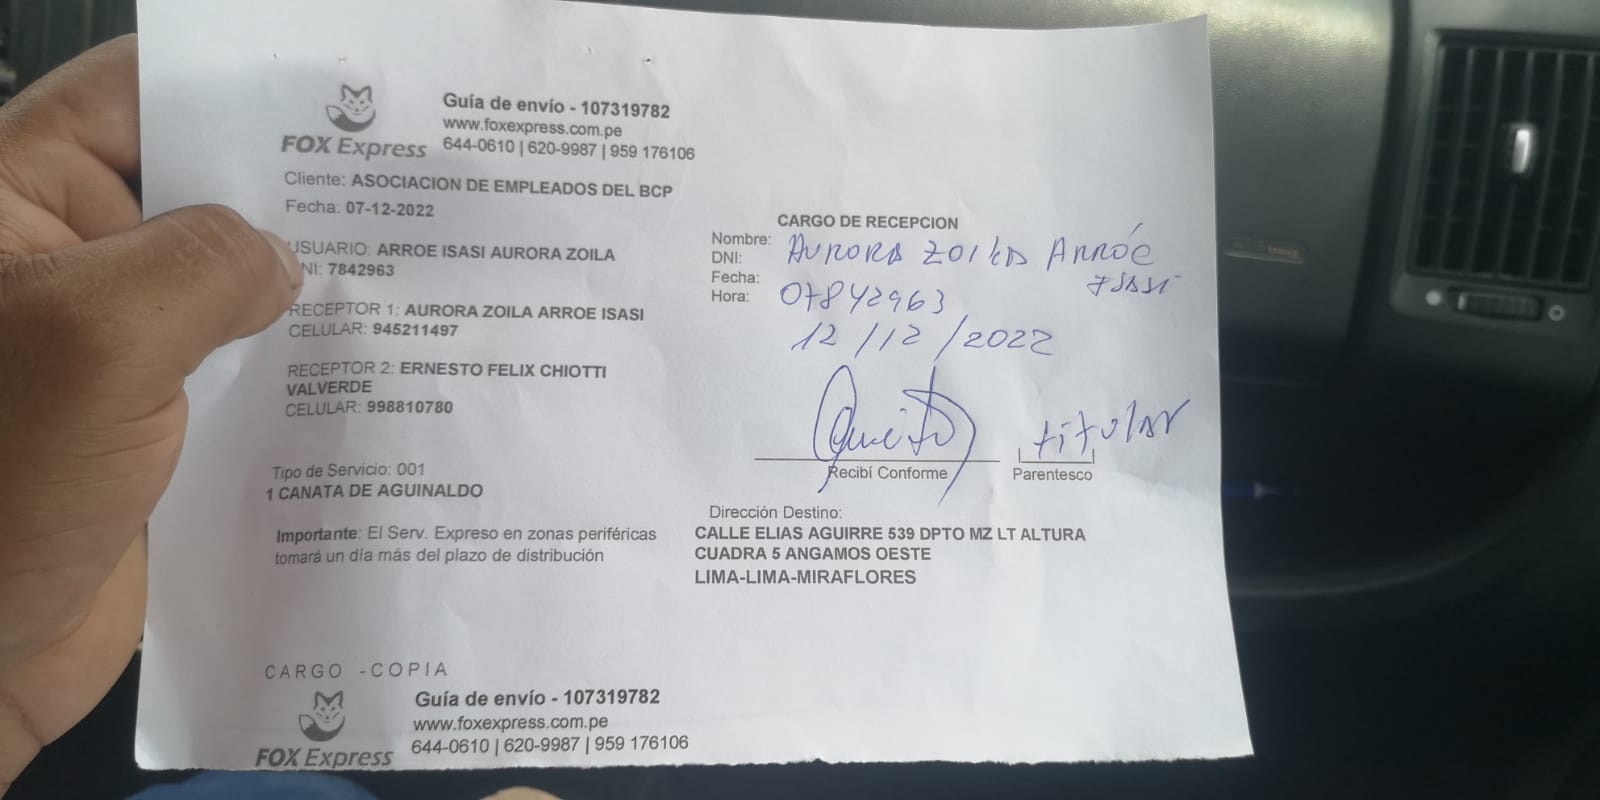 FOX Express
Guía de envío - 107319782
www.foxexpress.com.pe
644-0610 | 620-9987 | 959 176106
Cliente: ASOCIACION DE EMPLEADOS DEL BCP
Fecha: 07-12-2022
USUARIO: ARROE ISASI AURORA ZOILA
NI: 7842963
RECEPTOR 1: AURORA ZOILA ARROE ISASI
CELULAR: 945211497
RECEPTOR 2: ERNESTO FELIX CHIOTTI
VALVERDE
CELULAR: 998810780
Tipo de Servicio: 001
1 CANATA DE AGUINALDO
Importante: El Serv. Expreso en zonas periféricas
tomará un día más del plazo de distribución
CARGO DE RECEPCION
Nombre: AURORA ZOILA ARRÓE
ISASI
DNI: 07842963
Fecha: 12/12/2022
Hora:
titular
Recibí Conforme Parentesco
Dirección Destino:
CALLE ELIAS AGUIRRE 539 DPTO MZ LT ALTURA
CUADRA 5 ANGAMOS OESTE
LIMA-LIMA-MIRAFLORES
CARGO - COPIA
FOX Express
Guía de envío - 107319782
www.foxexpress.com.pe
644-0610 | 620-9987 | 959 176106